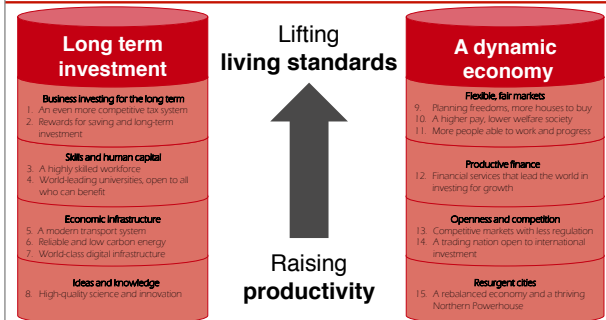 Long term
investment
Business investing for the long term
1. An even more competitive tax system
2. Rewards for saving and long-term
investment
Skills and human capital
3. A highly skilled workforce
4. World-leading universities, open to all
who can benefit
Economic infrastructure
5. A modern transport system
6. Reliable and low carbon energy
7. World-class digital infrastructure
Ideas and knowledge
8. High-quality science and innovation
Lifting
living standards
Raising
productivity
A dynamic
economy
Flexible, fair markets
9. Planning freedoms, more houses to buy
10. A higher pay, lower welfare society
11. More people able to work and progress
Productive finance
12. Financial services that lead the world in
investing for growth
Openness and competition
13. Competitive markets with less regulation
14. A trading nation open to international
investment
Resurgent cities
15. A rebalanced economy and a thriving
Northern Powerhouse